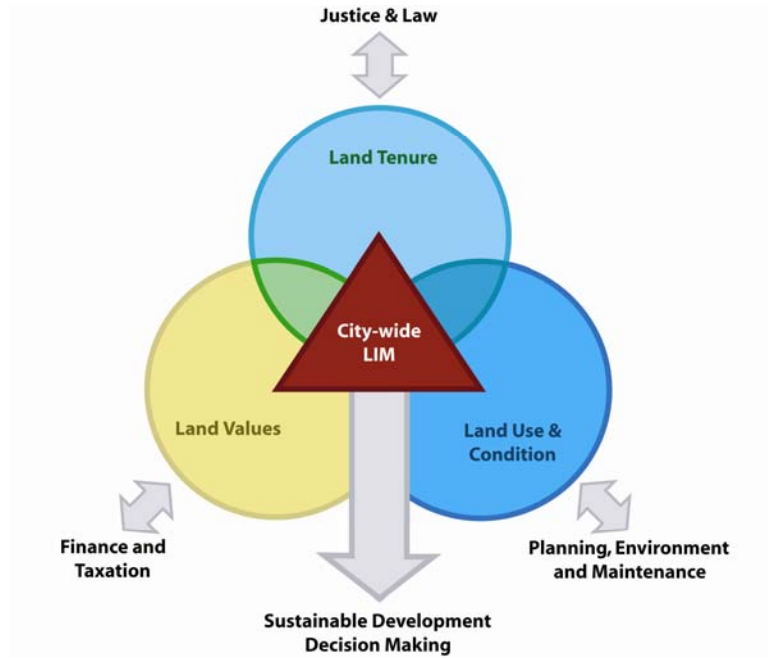 Justice & Law
Land Tenure
City-wide
LIM
Land Values
Land Use &
Condition
Finance and
Taxation
Planning, Environment
and Maintenance
Sustainable Development
Decision Making